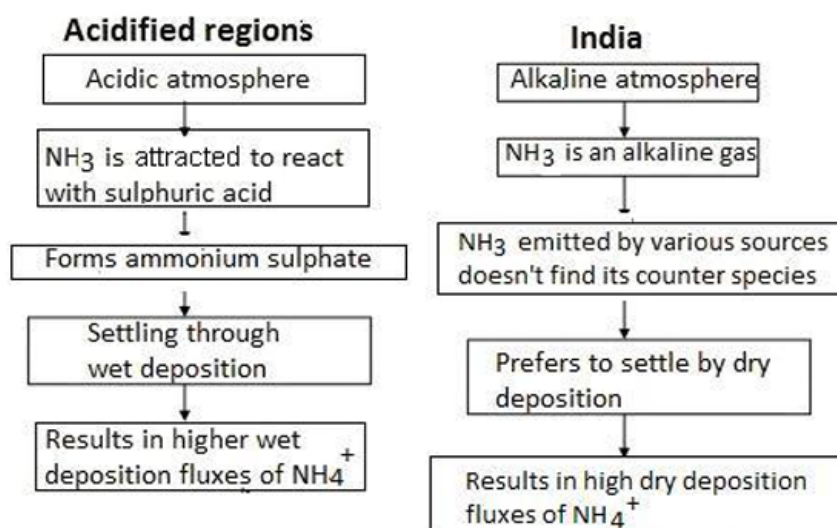 Acidified regions
Acidic atmosphere
NH3 is attracted to react
with sulphuric acid
Forms ammonium sulphate
Settling through
wet deposition
Results in higher wet
deposition fluxes of NH4+
India
Alkaline atmosphere
NH3 is an alkaline gas
NH3 emitted by various sources
doesn't find its counter species
Prefers to settle by dry
deposition
Results in high dry deposition
fluxes of NH4+